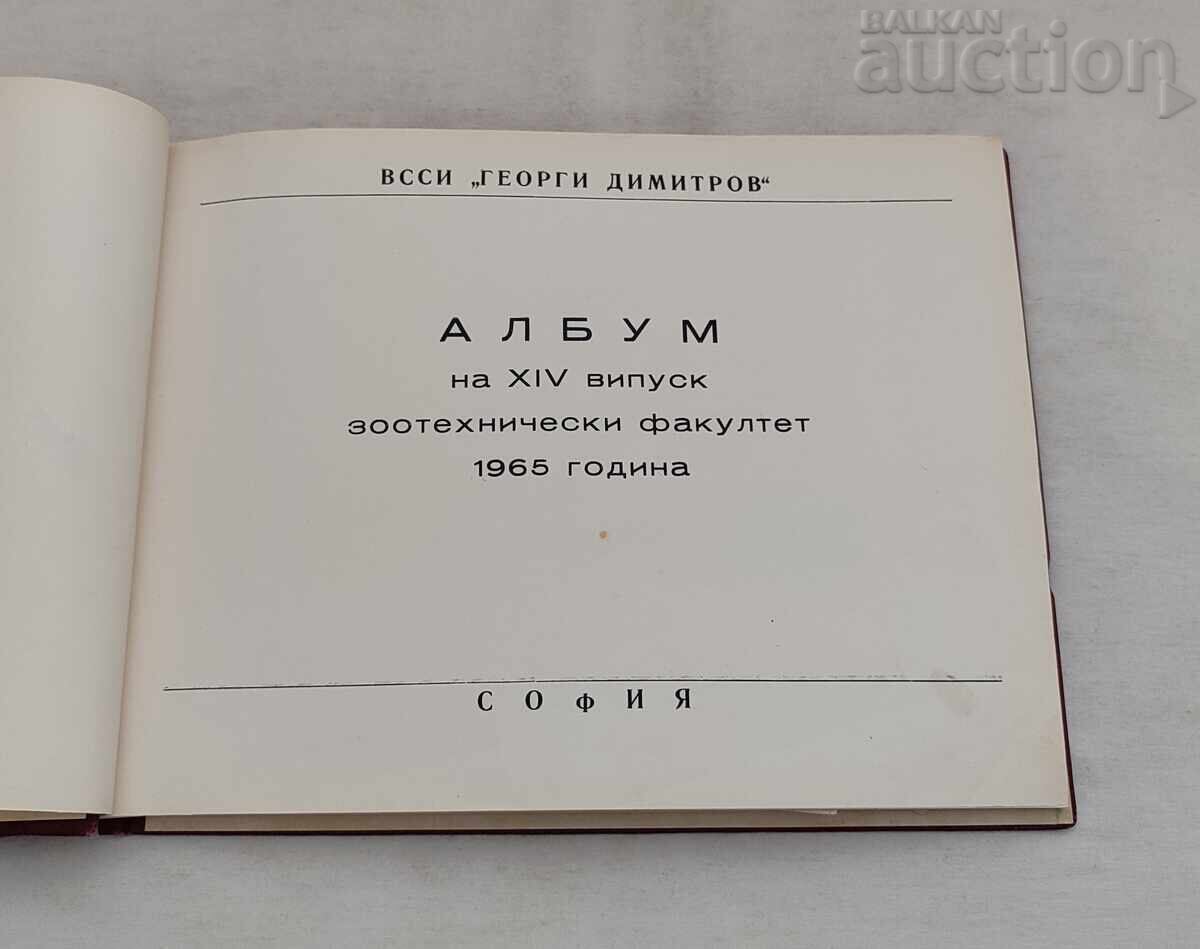 BALKAN
auction
ВССИ „ГЕОРГИ ДИМИТРОВ“
АЛБУМ
на XIV випуск
зоотехнически факултет
1965 година
СОФИЯ